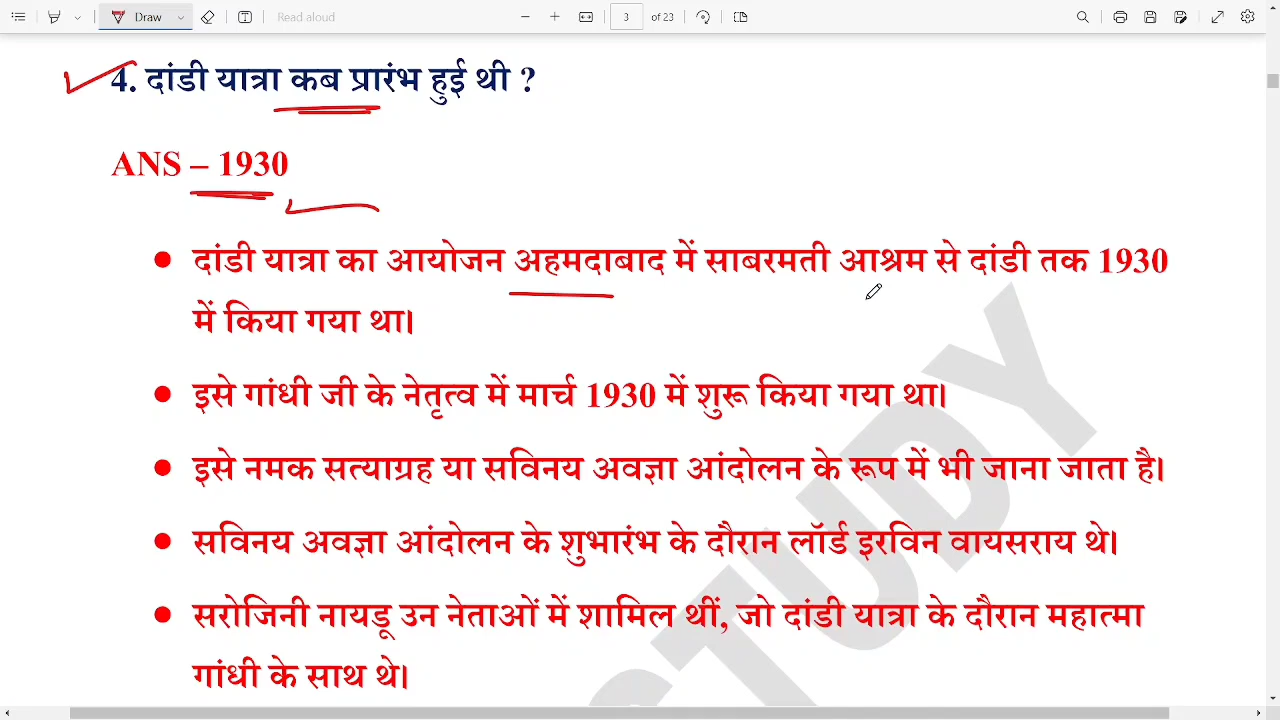 Draw
Read aloud
3
of 23
4. दांडी यात्रा कब प्रारंभ हुई थी ?
ANS – 1930
• दांडी यात्रा का आयोजन अहमदाबाद में साबरमती आश्रम से दांडी तक 1930
में किया गया था।
• इसे गांधी जी के नेतृत्व में मार्च 1930 में शुरू किया गया था।
• इसे नमक सत्याग्रह या सविनय अवज्ञा आंदोलन के रूप में भी जाना जाता है।
• सविनय अवज्ञा आंदोलन के शुभारंभ के दौरान लॉर्ड इरविन वायसराय थे।
• सरोजिनी नायडू उन नेताओं में शामिल थीं, जो दांडी यात्रा के दौरान महात्मा
गांधी के साथ थे।
STUDY